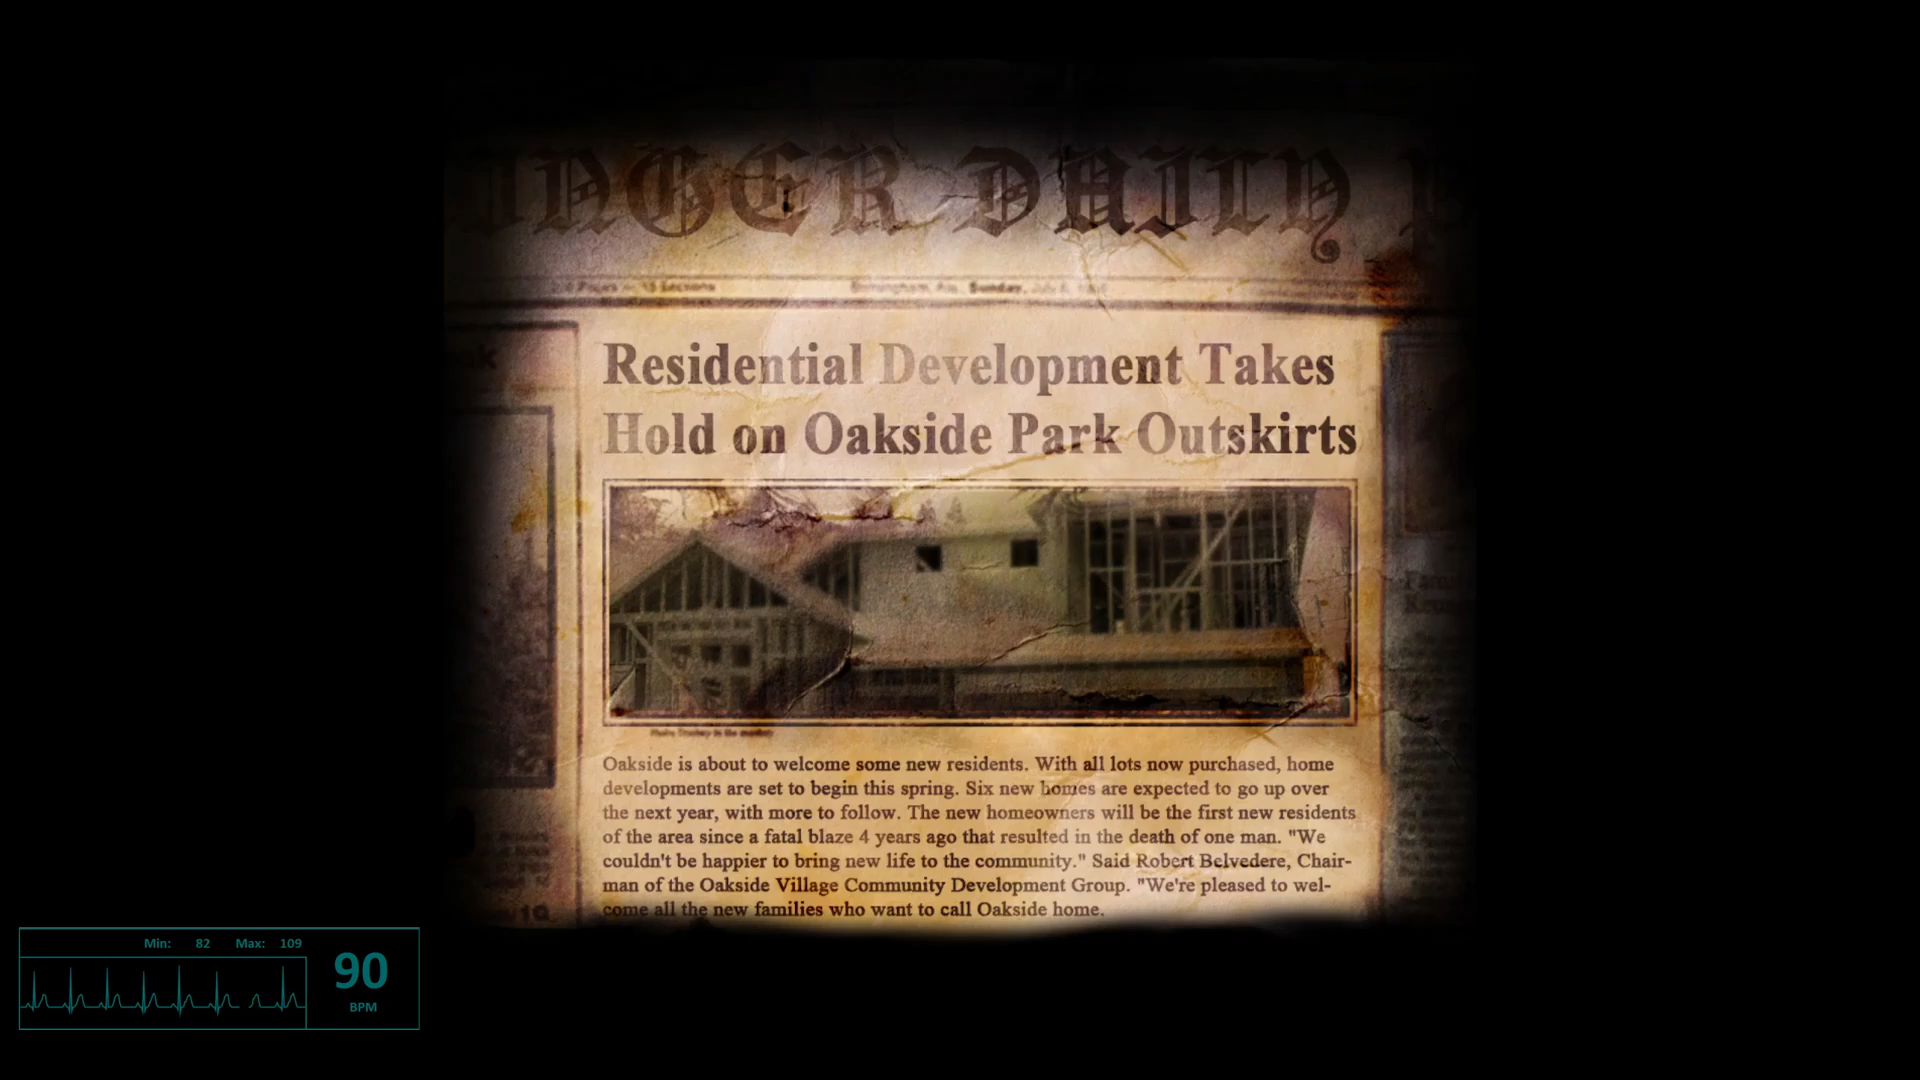 INGER DAILY
Sections
Sunday, July
Residential Development Takes
Hold on Oakside Park Outskirts
Oakside is about to welcome some new residents. With all lots now purchased, home
developments are set to begin this spring. Six new homes are expected to go up over
the next year, with more to follow. The new homeowners will be the first new residents
of the area since a fatal blaze 4 years ago that resulted in the death of one man. "We
couldn't be happier to bring new life to the community." Said Robert Belvedere, Chair-
man of the Oakside Village Community Development Group. "We're pleased to wel-
come all the new families who want to call Oakside home.
Min: 82 Max: 109
90
BPM